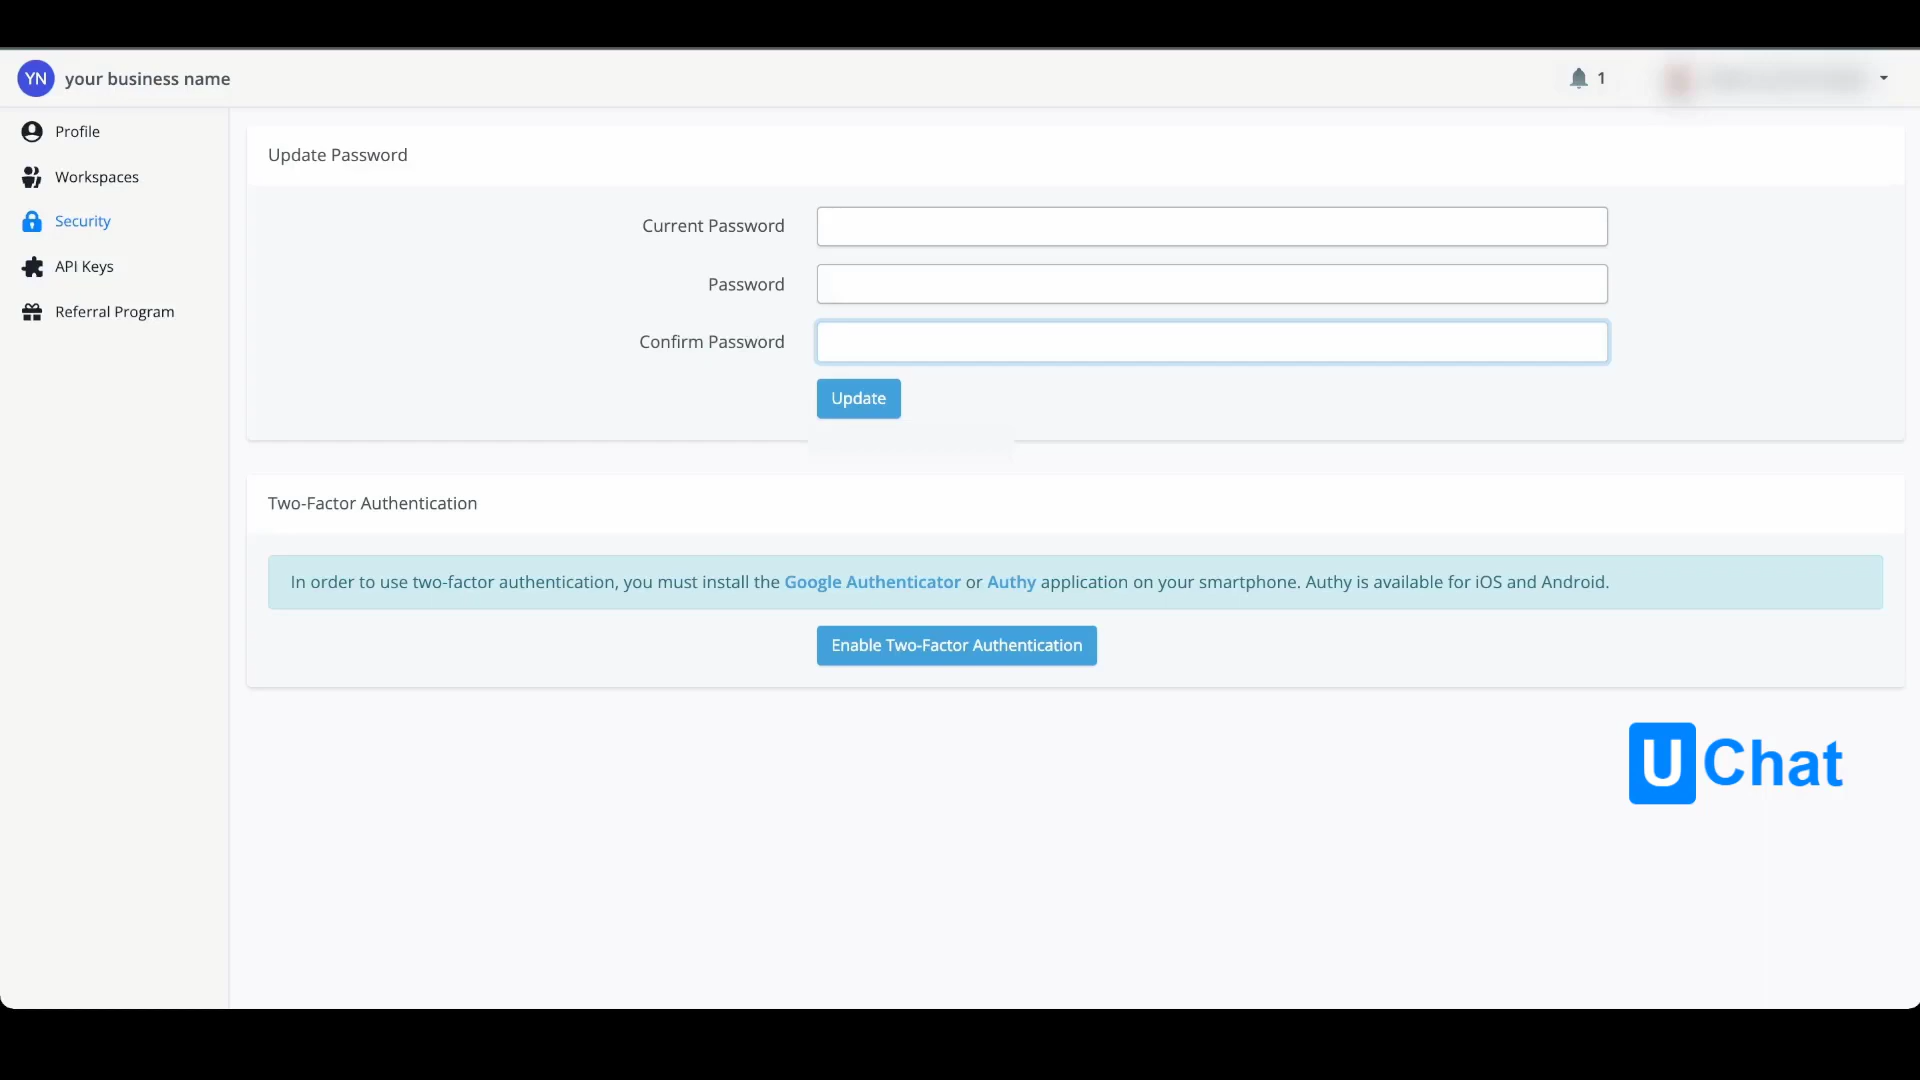 YN your business name
1
Profile
Workspaces
Security
API Keys
Referral Program
Update Password
Current Password
Password
Confirm Password
Update
Two-Factor Authentication
In order to use two-factor authentication, you must install the Google Authenticator or Authy application on your smartphone. Authy is available for iOS and Android.
Enable Two-Factor Authentication
UChat